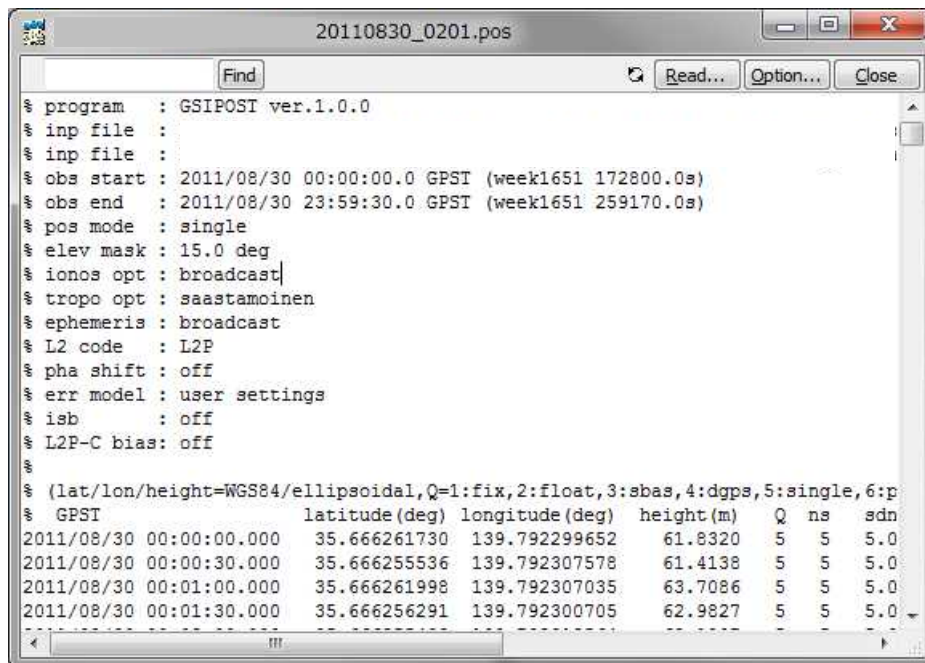 20110830_0201.pos
Find Read... Option... Close
% program : GSIPOST ver.1.0.0
% inp file :
% inp file :
% obs start : 2011/08/30 00:00:00.0 GPST (week1651 172800.0s)
% obs end : 2011/08/30 23:59:30.0 GPST (week1651 259170.0s)
% pos mode : single
% elev mask : 15.0 deg
% ionos opt : broadcast
% tropo opt : saastamoinen
% ephemeris : broadcast
% L2 code : L2P
% pha shift : off
% err model : user settings
% isb : off
% L2P-C bias: off
%
% (lat/lon/height=WGS84/ellipsoidal,Q=1:fix,2:float,3:sbas,4:dgps,5:single,6:p
% GPST latitude(deg) longitude(deg) height(m) Q ns sdn
2011/08/30 00:00:00.000 35.666261730 139.792299652 61.8320 5 5 5.0
2011/08/30 00:00:30.000 35.666255536 139.792307578 61.4138 5 5 5.0
2011/08/30 00:01:00.000 35.666261998 139.792307035 63.7086 5 5 5.0
2011/08/30 00:01:30.000 35.666256291 139.792300705 62.9827 5 5 5.0